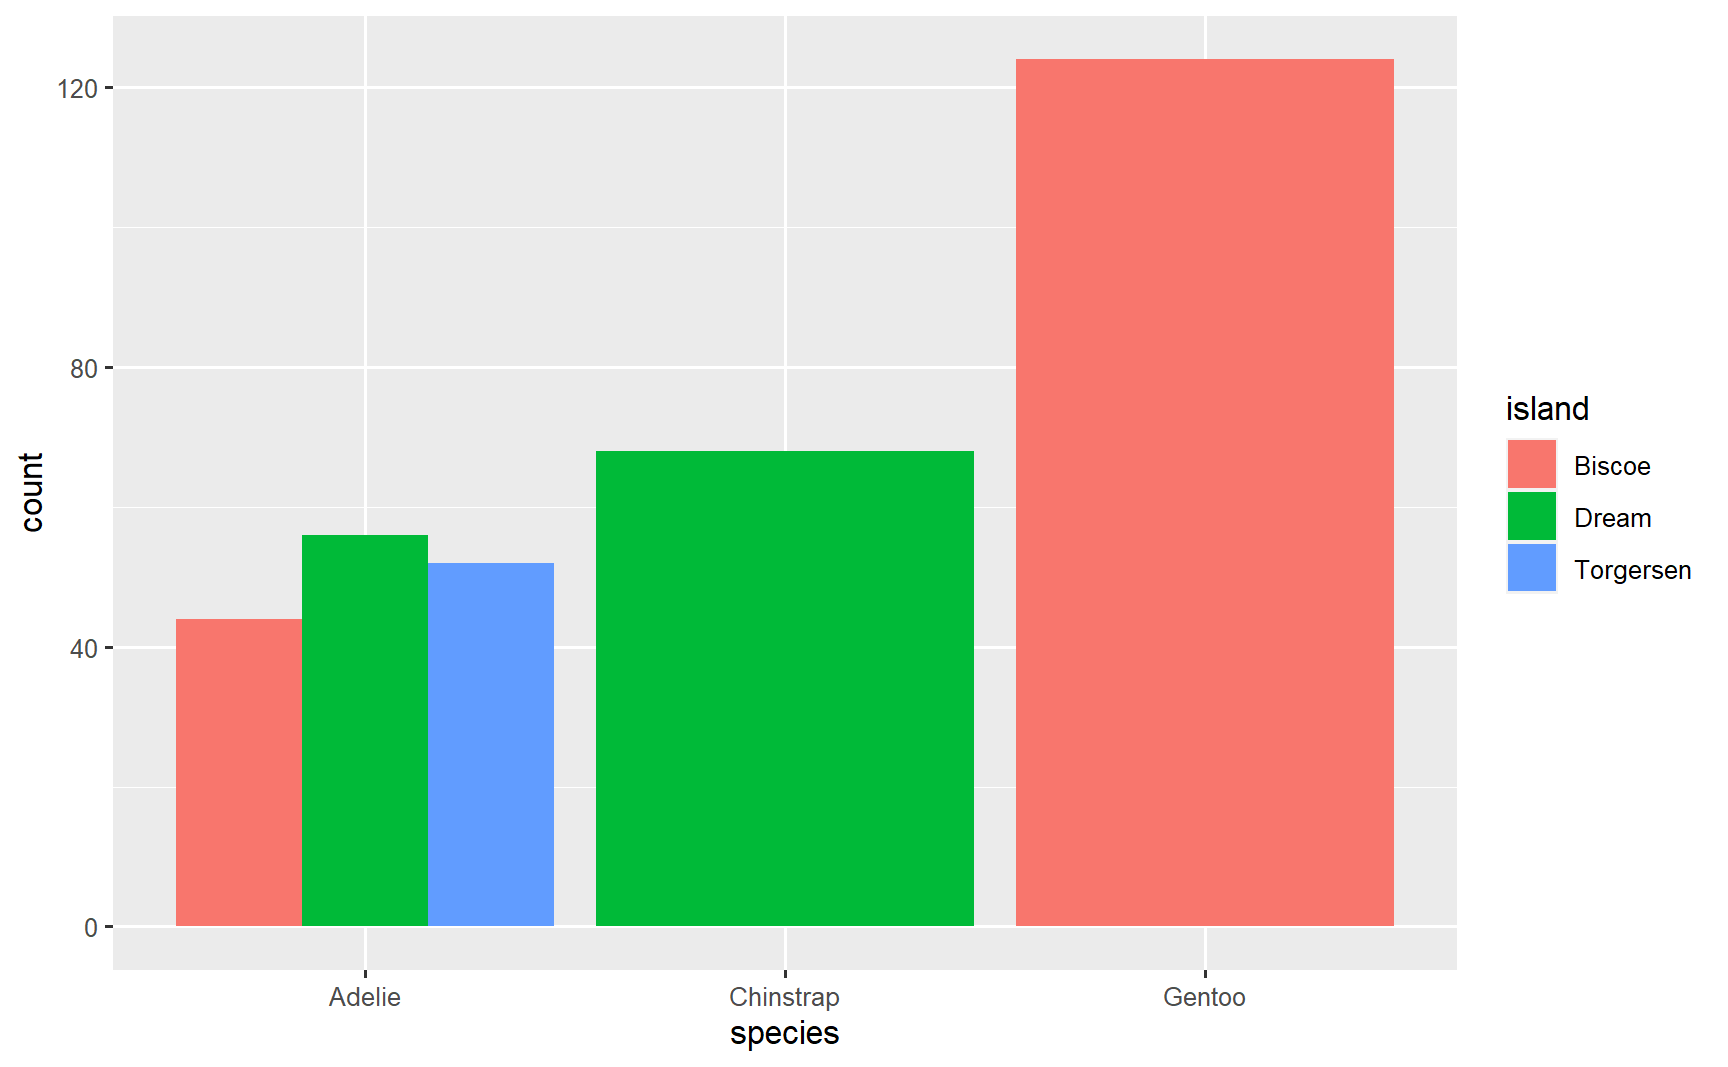 120
80
40
0
count
Adelie
Chinstrap
Gentoo
species
island
Biscoe
Dream
Torgersen